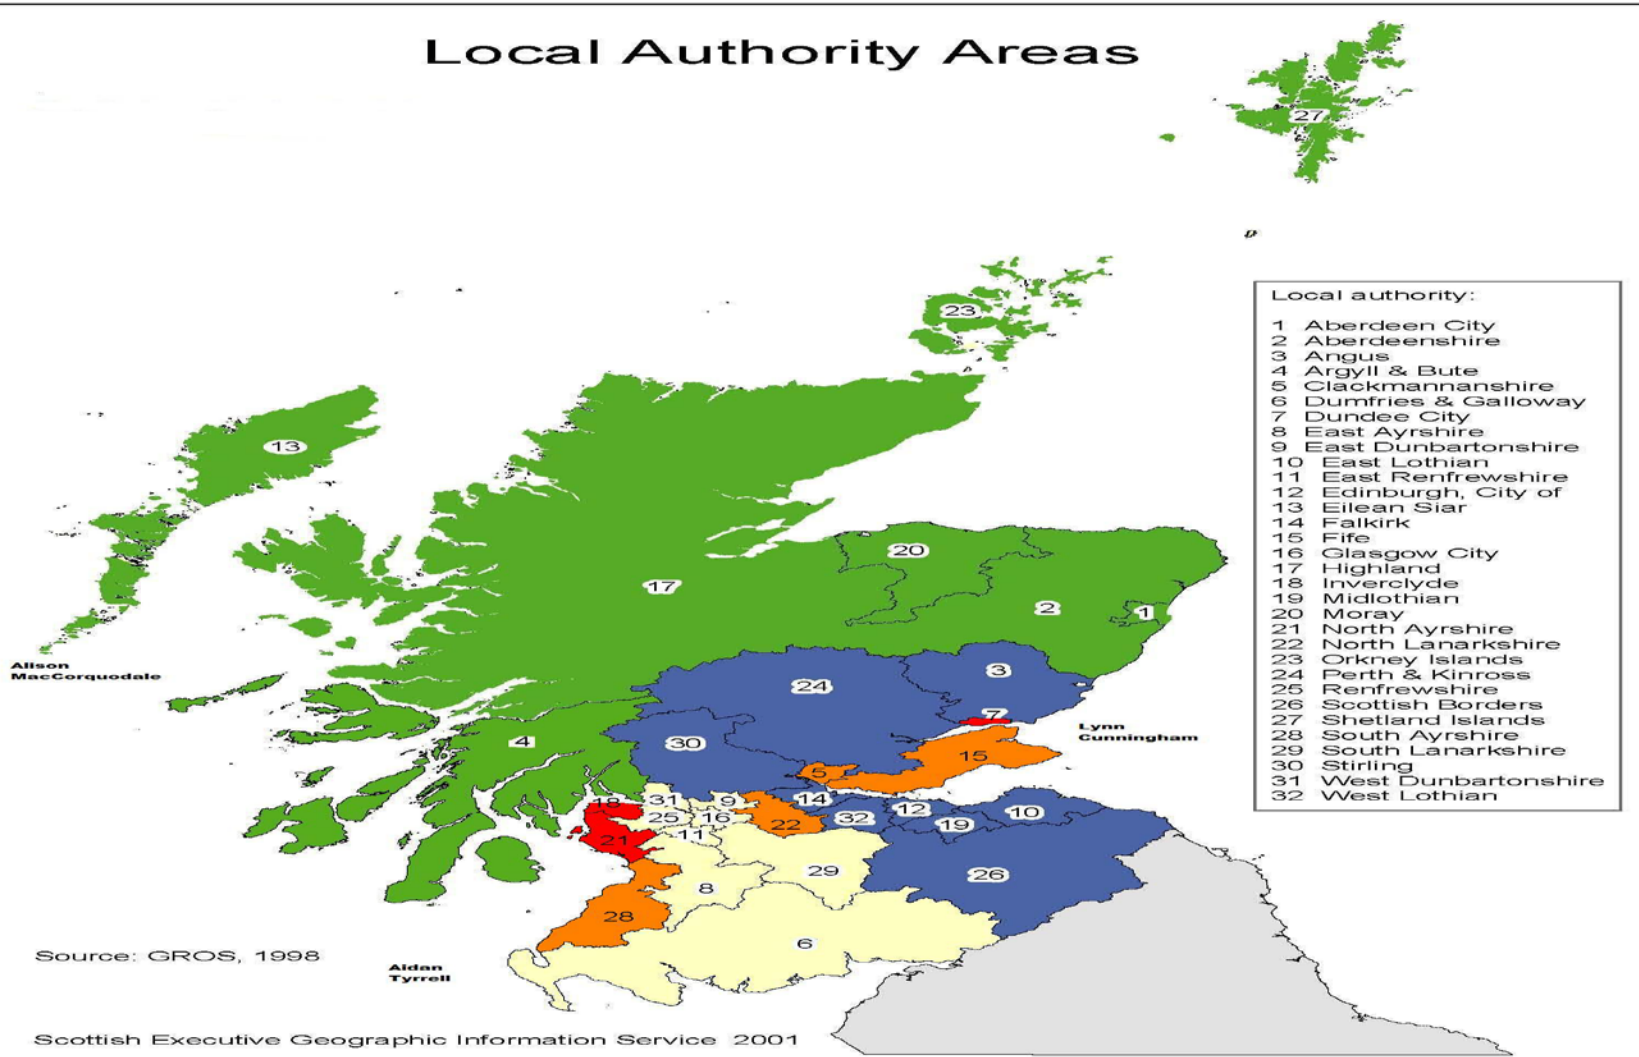 Local Authority Areas
27
23
13
20
17
2
1
Alison
MacCorquodale
24
3
7
Lynn
Cunningham
4
30
15
5
18
31
9
14
12
10
25
16
22
32
19
21
11
29
8
26
28
6
Local authority:
1 Aberdeen City
2 Aberdeenshire
3 Angus
4 Argyll & Bute
5 Clackmannanshire
6 Dumfries & Galloway
7 Dundee City
8 East Ayrshire
9 East Dunbartonshire
10 East Lothian
11 East Renfrewshire
12 Edinburgh, City of
13 Eilean Siar
14 Falkirk
15 Fife
16 Glasgow City
17 Highland
18 Inverclyde
19 Midlothian
20 Moray
21 North Ayrshire
22 North Lanarkshire
23 Orkney Islands
24 Perth & Kinross
25 Renfrewshire
26 Scottish Borders
27 Shetland Islands
28 South Ayrshire
29 South Lanarkshire
30 Stirling
31 West Dunbartonshire
32 West Lothian
Source: GROS, 1998
Aidan
Tyrrell
Scottish Executive Geographic Information Service 2001